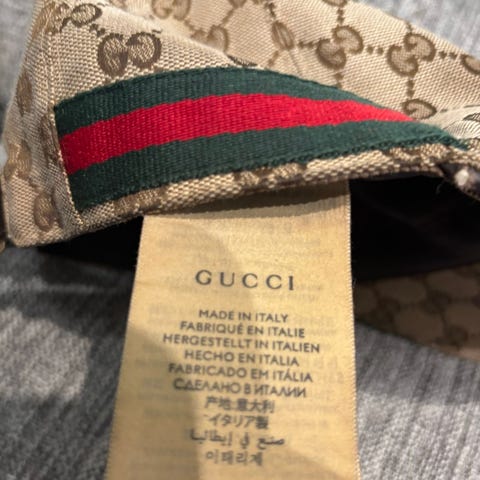 GUCCI
MADE IN ITALY
FABRIQUÉ EN ITALIE
HERGESTELLT IN ITALIEN
HECHO EN ITALIA
FABRICADO EM ITÁLIA
СДЕЛАНО В ИТАЛИИ
产地:意大利
イタリア製
صنع في إيطاليا
이태리제